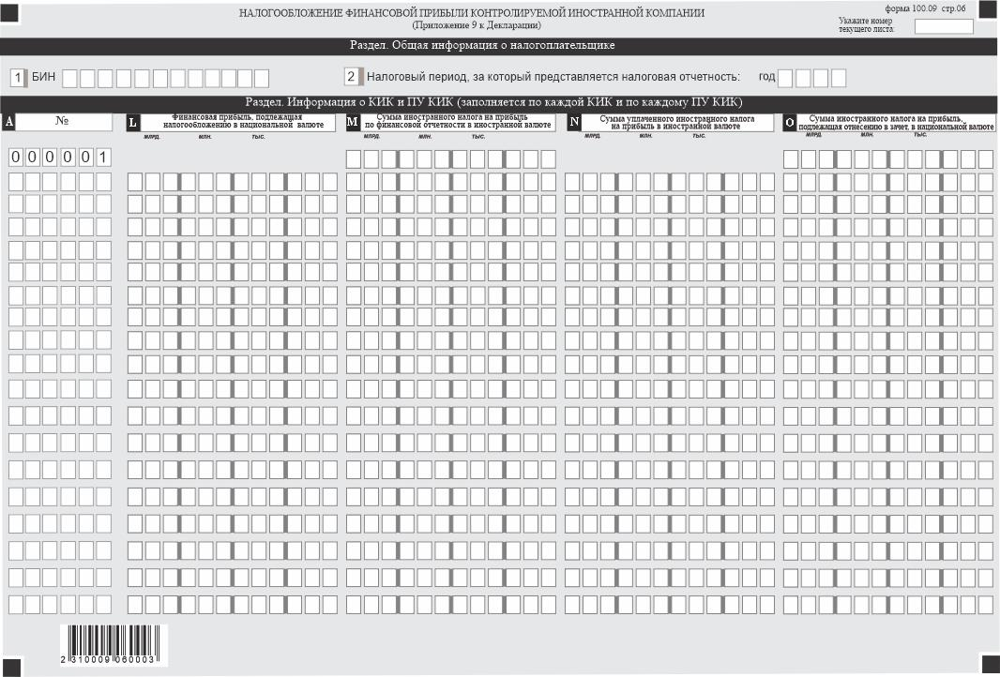 НАЛОГООБЛОЖЕНИЕ ФИНАНСОВОЙ ПРИБЫЛИ КОНТРОЛИРУЕМОЙ ИНОСТРАННОЙ КОМПАНИИ
(Приложение 9 к Декларации)
форма 100.09 стр.06
Укажите номер
текущего листа:
Раздел. Общая информация о налогоплательщике
1 БИН
2 Налоговый период, за который представляется налоговая отчетность: год
Раздел. Информация о КИК и ПУ КИК (заполняется по каждой КИК и по каждому ПУ КИК)
A №
L Финансовая прибыль, подлежащая
налогообложению в национальной валюте
M Сумма иностранного налога на прибыль
по финансовой отчетности в иностранной валюте
N Сумма уплаченного иностранного налога
на прибыль в иностранной валюте
O Сумма иностранного налога на прибыль,
подлежащая отнесению в зачет, в национальной валюте
МЛРД. МЛН. ТЫС. МЛРД. МЛН. ТЫС. МЛРД. МЛН. ТЫС. МЛРД. МЛН. ТЫС.
000001
2 310009 060003